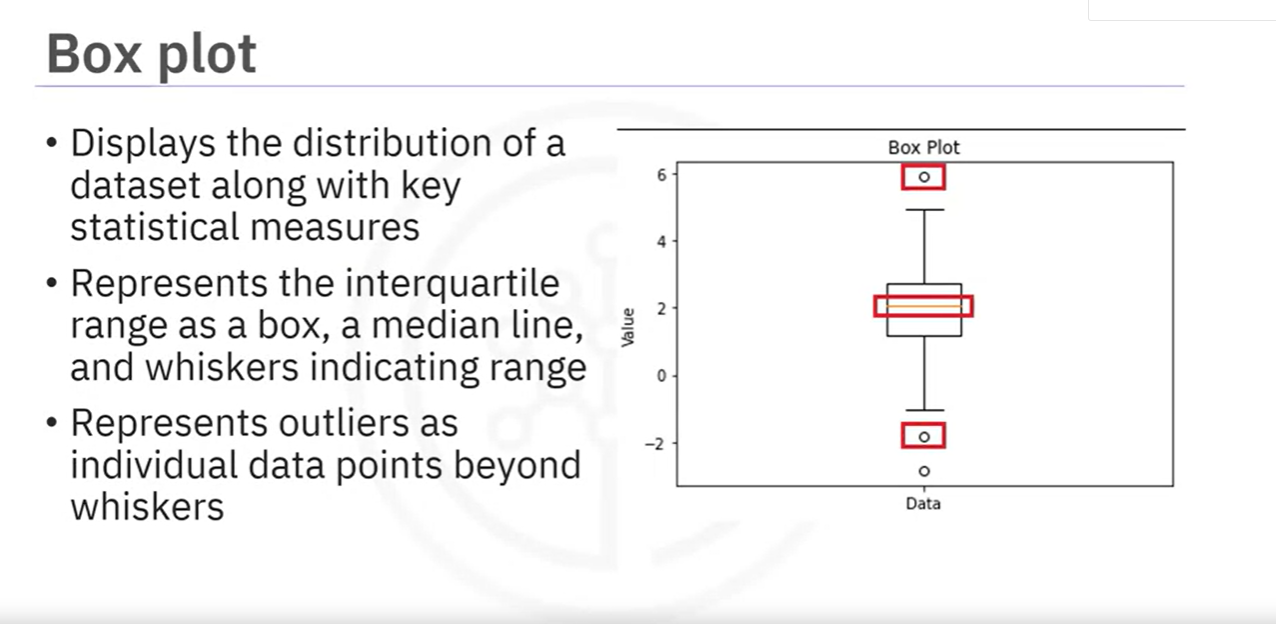 Box plot
• Displays the distribution of a
dataset along with key
statistical measures
• Represents the interquartile
range as a box, a median line,
and whiskers indicating range
• Represents outliers as
individual data points beyond
whiskers
Box Plot
6
4
2
0
−2
Value
Data